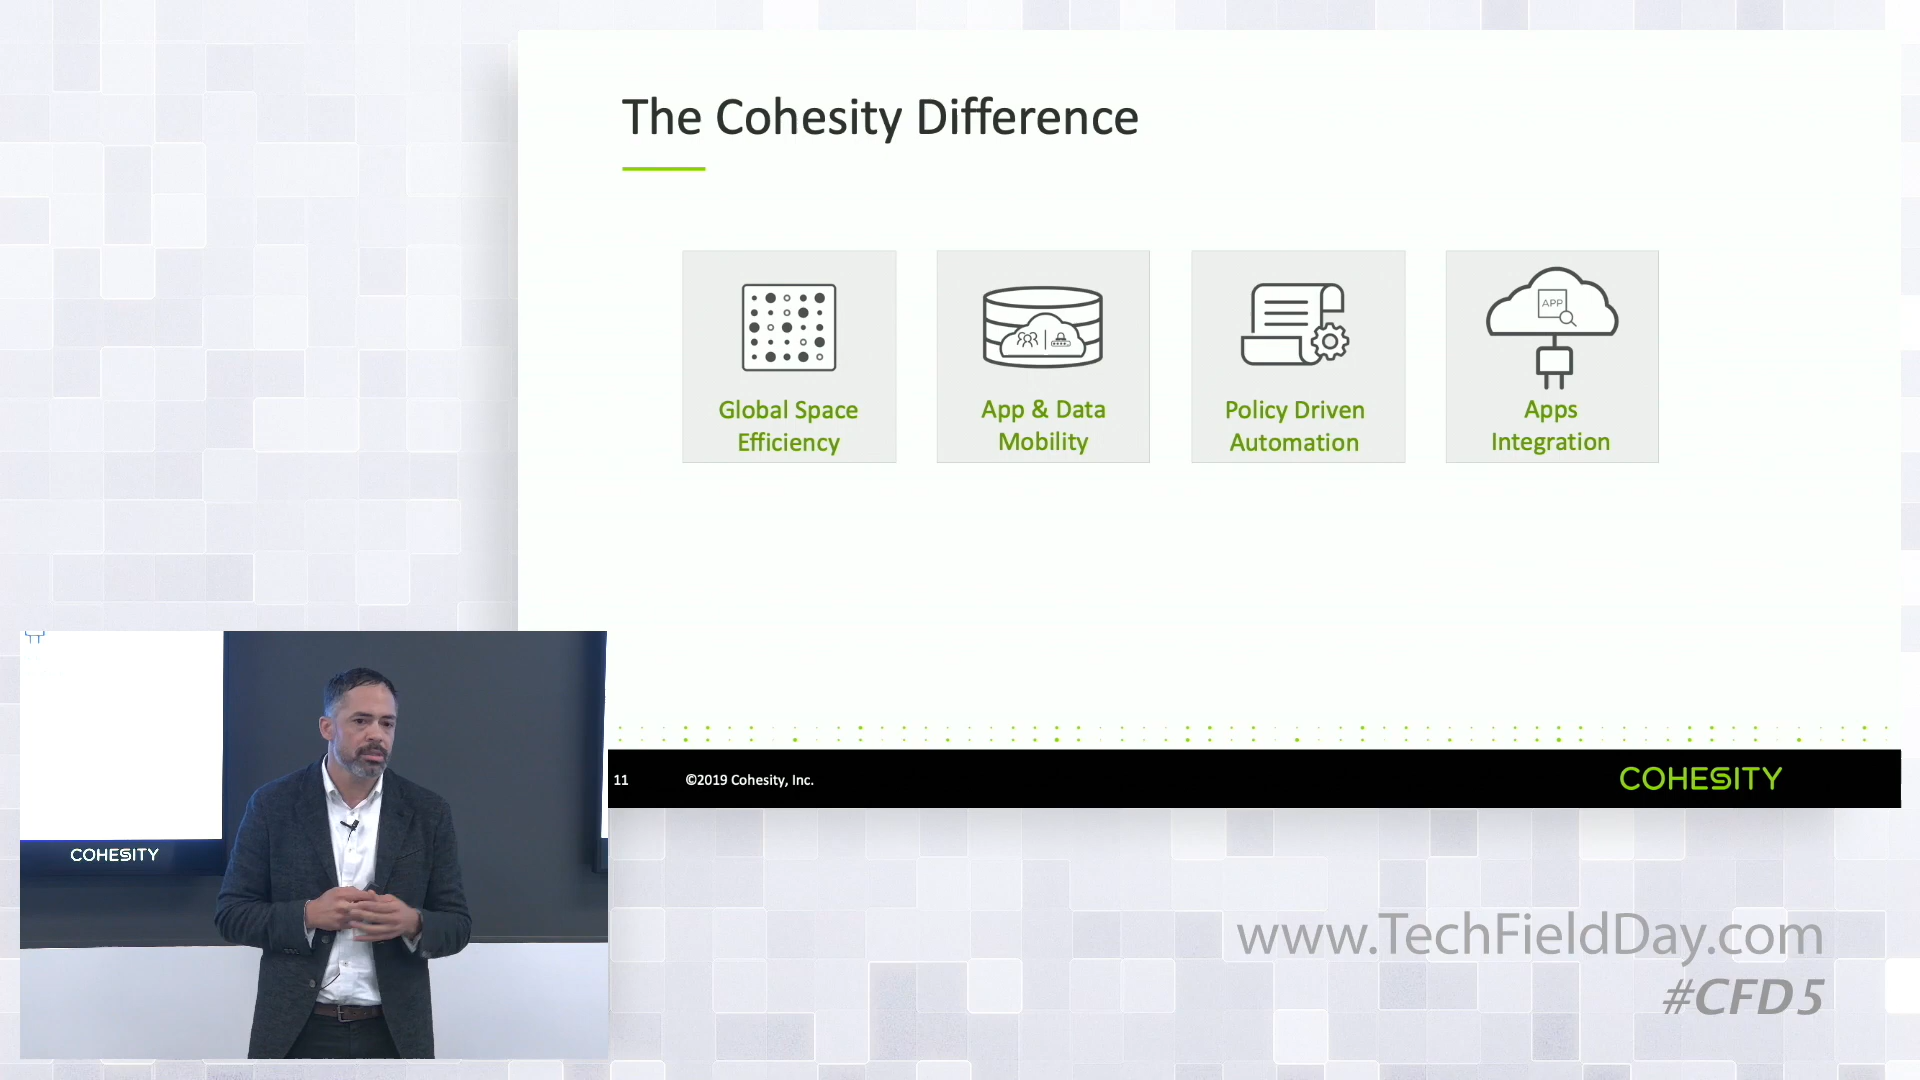 The Cohesity Difference
APP
Global Space
Efficiency
App & Data
Mobility
Policy Driven
Automation
Apps
Integration
11
©2019 Cohesity, Inc.
COHESITY
COHESITY
www.TechFieldDay.com
#CFD5